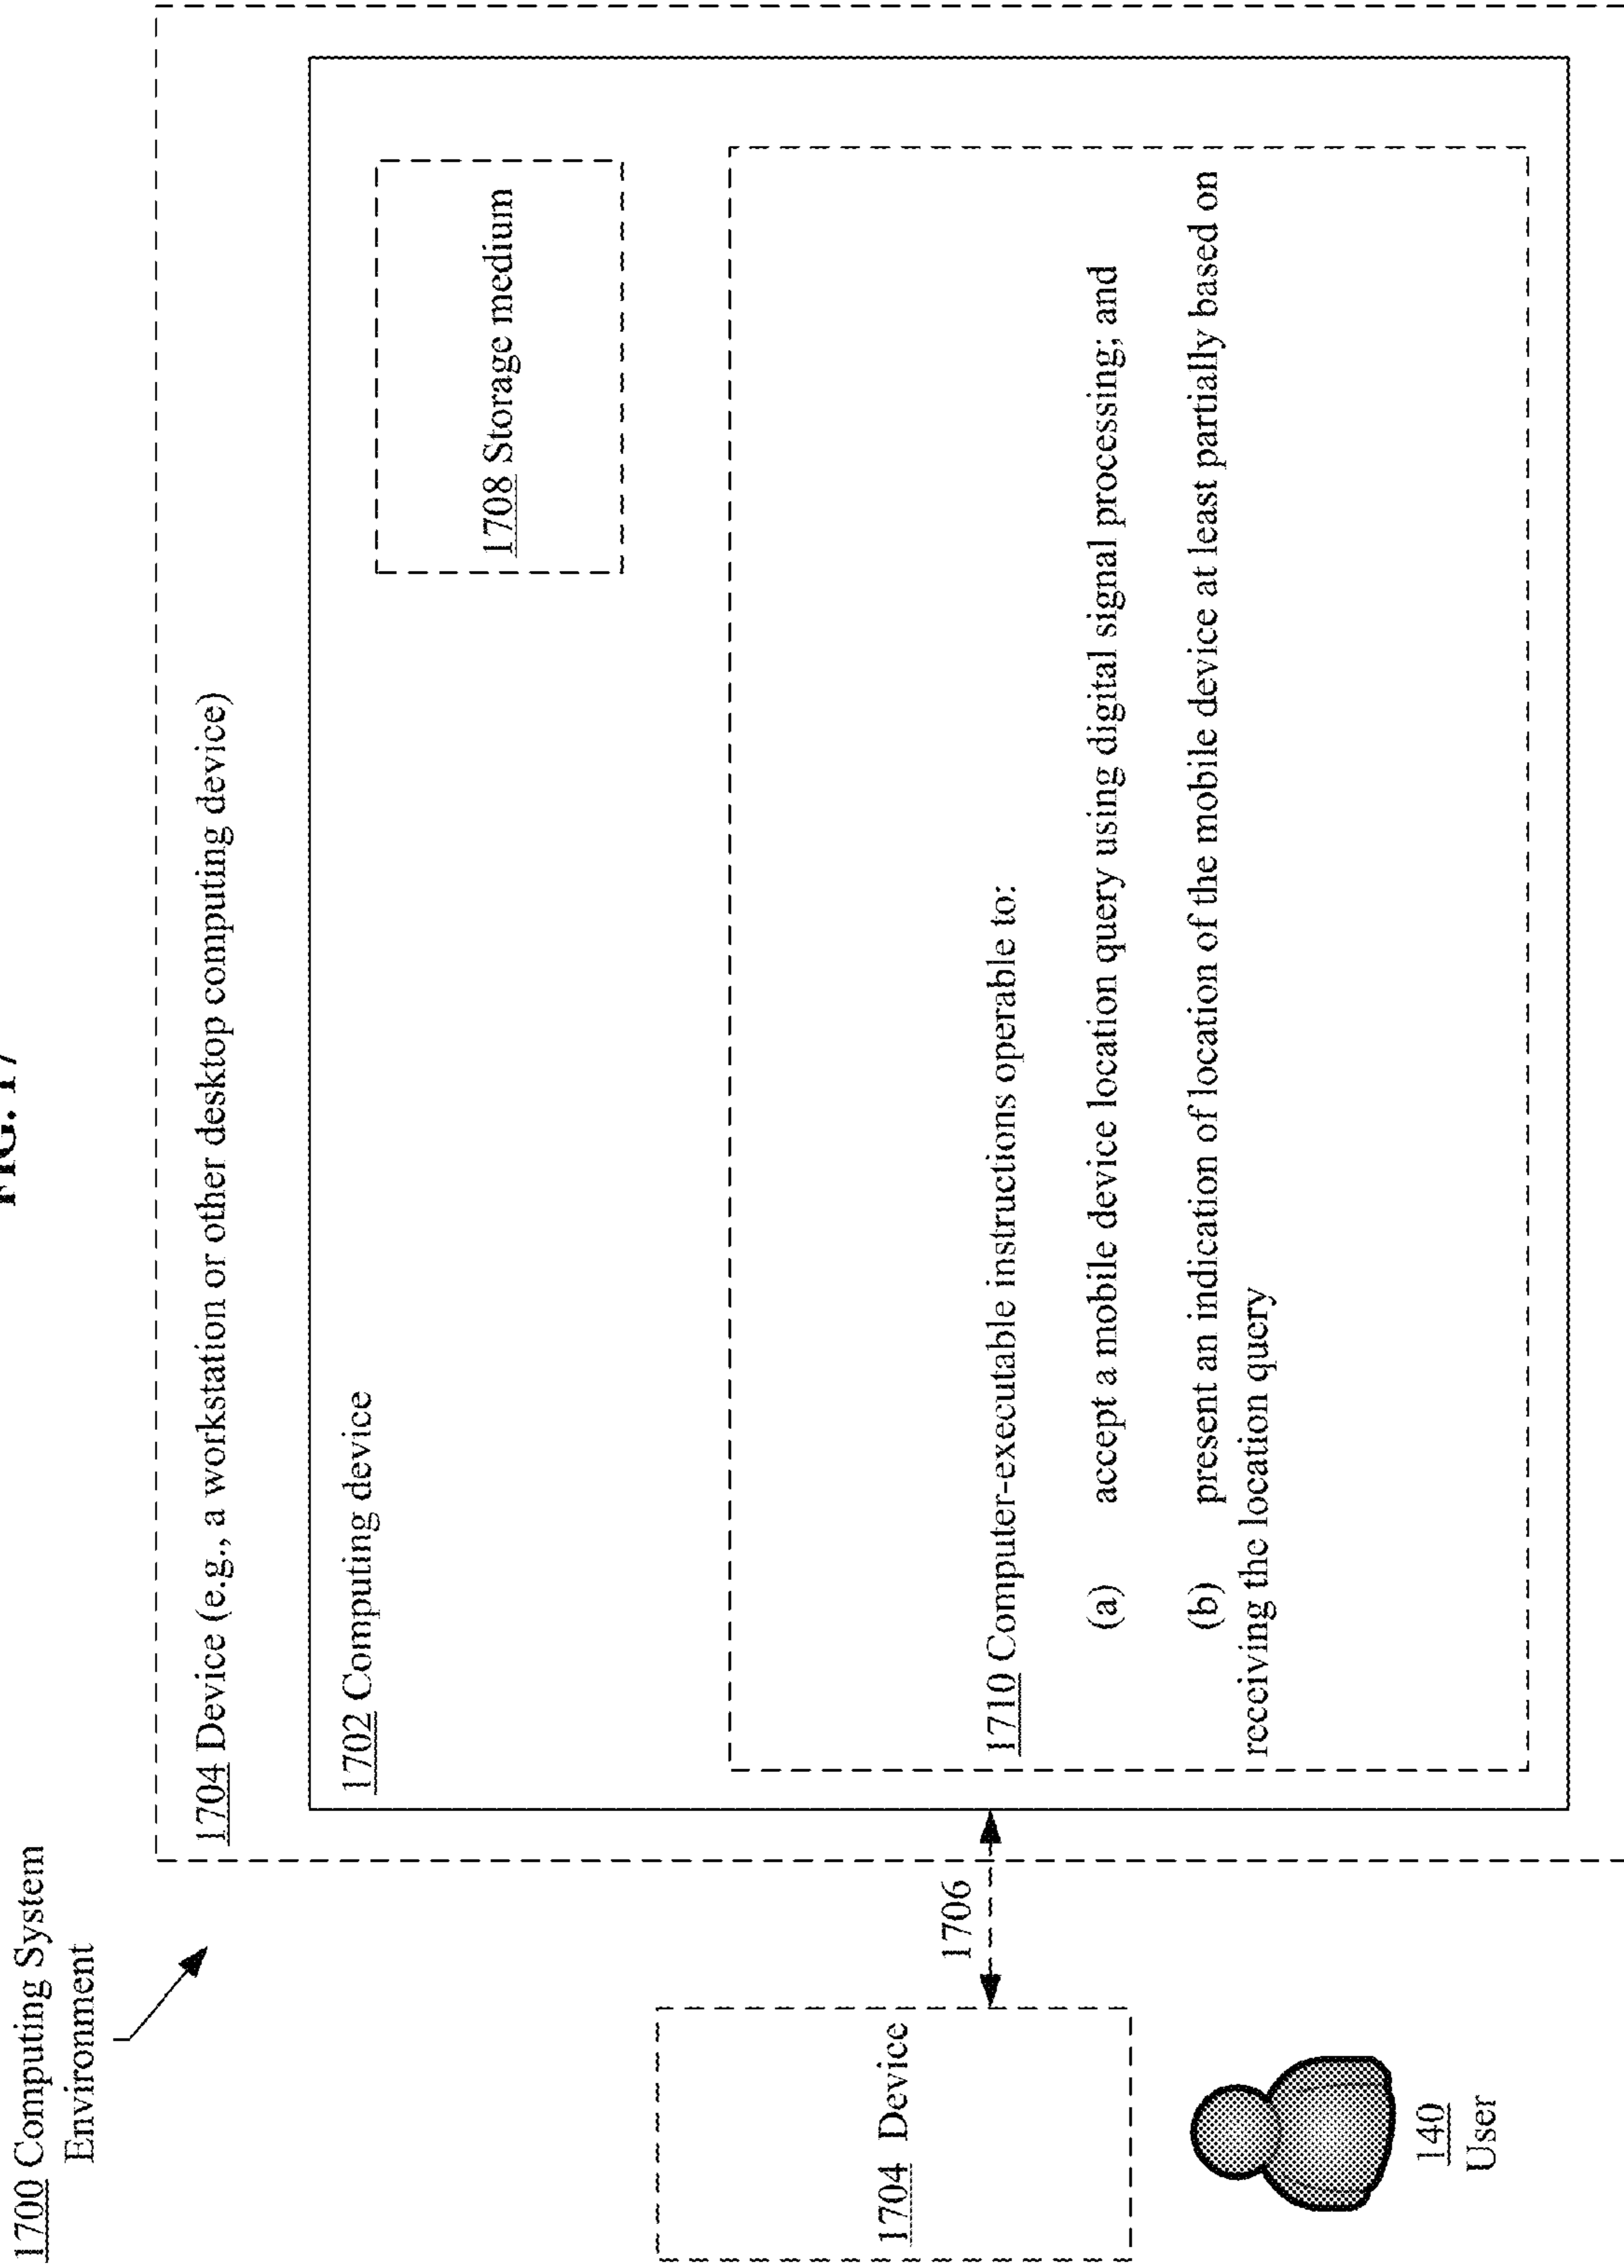 FIG. 17
1700 Computing System
Environment
1704 Device (e.g., a workstation or other desktop computing device)
1702 Computing device
1708 Storage medium
1710 Computer-executable instructions operable to:
(a) accept a mobile device location query using digital signal processing; and
(b) present an indication of location of the mobile device at least partially based on
receiving the location query
1706
1704 Device
140
User